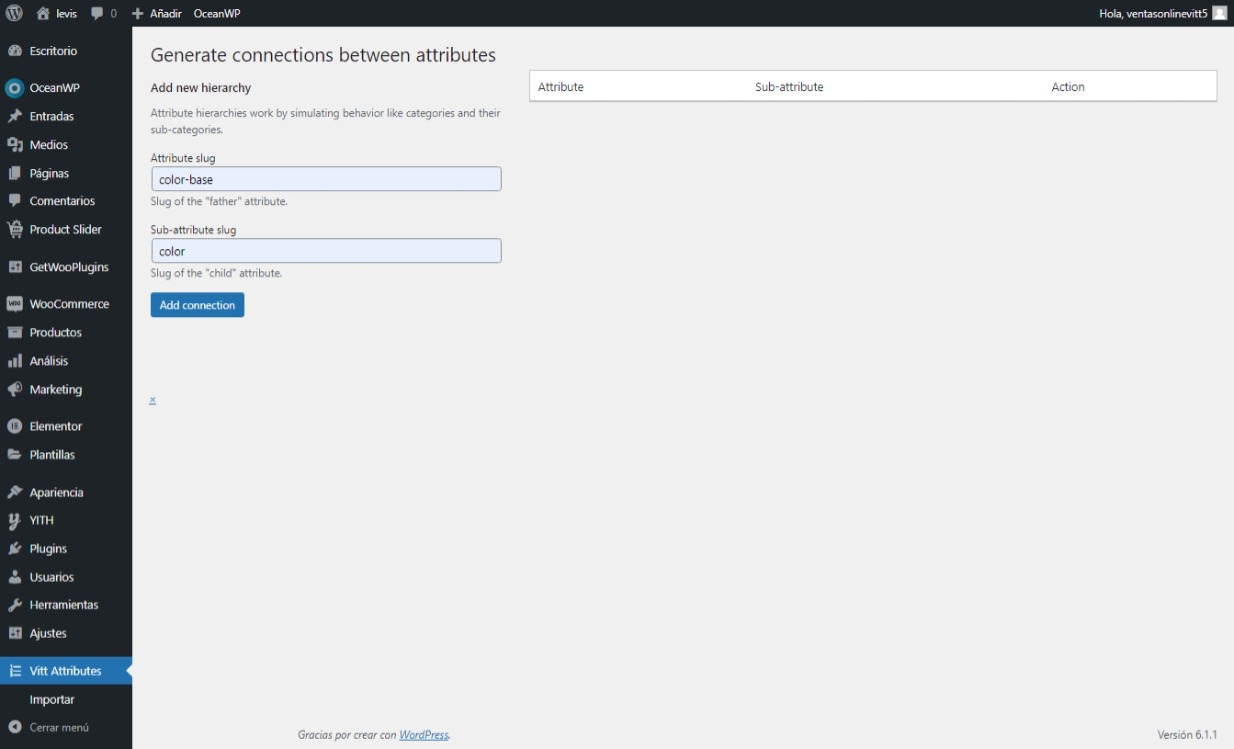 levis 0 Añadir OceanWP Hola, ventasonlinevitt5
Escritorio
OceanWP
Entradas
Medios
Páginas
Comentarios
Product Slider
GetWooPlugins
WooCommerce
Productos
Análisis
Marketing
Elementor
Plantillas
Apariencia
YITH
Plugins
Usuarios
Herramientas
Ajustes
Vitt Attributes
Importar
Cerrar menú
Generate connections between attributes
Add new hierarchy
Attribute hierarchies work by simulating behavior like categories and their
sub-categories.
Attribute slug
color-base
Slug of the "father" attribute.
Sub-attribute slug
color
Slug of the "child" attribute.
Add connection
×
Attribute Sub-attribute Action
Gracias por crear con WordPress.
Versión 6.1.1